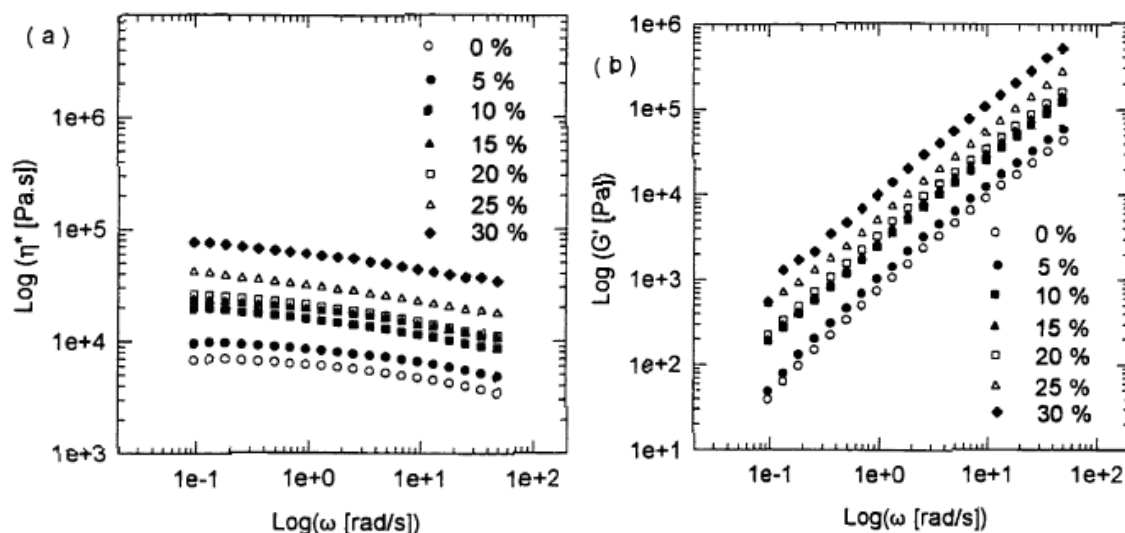 ( a )
0 %
5 %
10 %
15 %
20 %
25 %
30 %
1e+6
1e+5
1e+4
1e+3
Log (η* [Pa.s])
1e-1
1e+0
1e+1
1e+2
Log(ω [rad/s])
( b )
1e+6
1e+5
1e+4
1e+3
1e+2
1e+1
Log (G' [Pa])
0 %
5 %
10 %
15 %
20 %
25 %
30 %
1e-1
1e+0
1e+1
1e+2
Log(ω [rad/s])